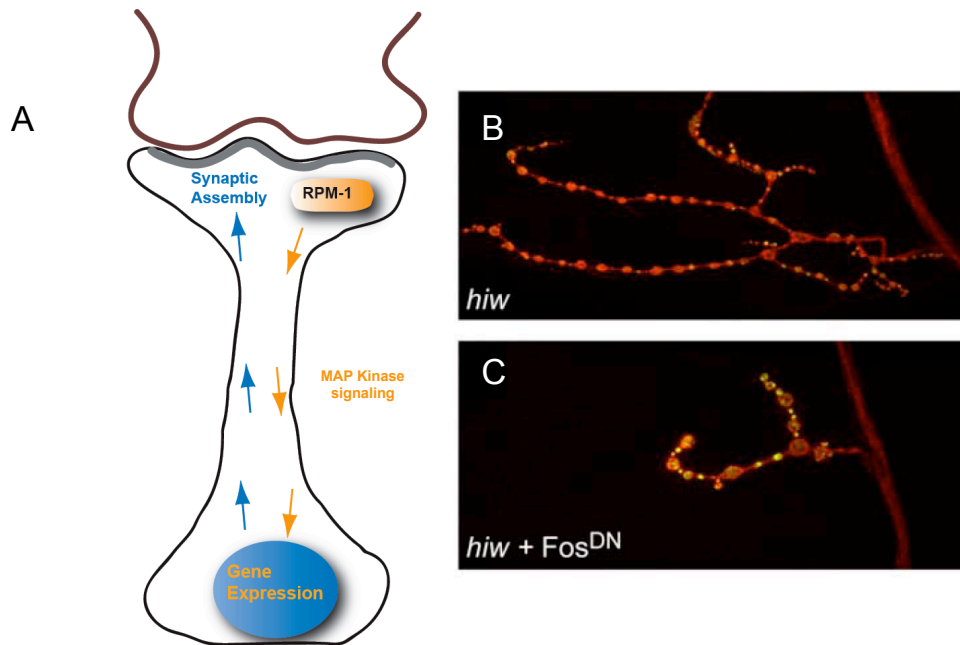 A
Synaptic
Assembly
RPM-1
MAP Kinase
signaling
Gene
Expression
B
hiw
C
hiw + Fos^DN